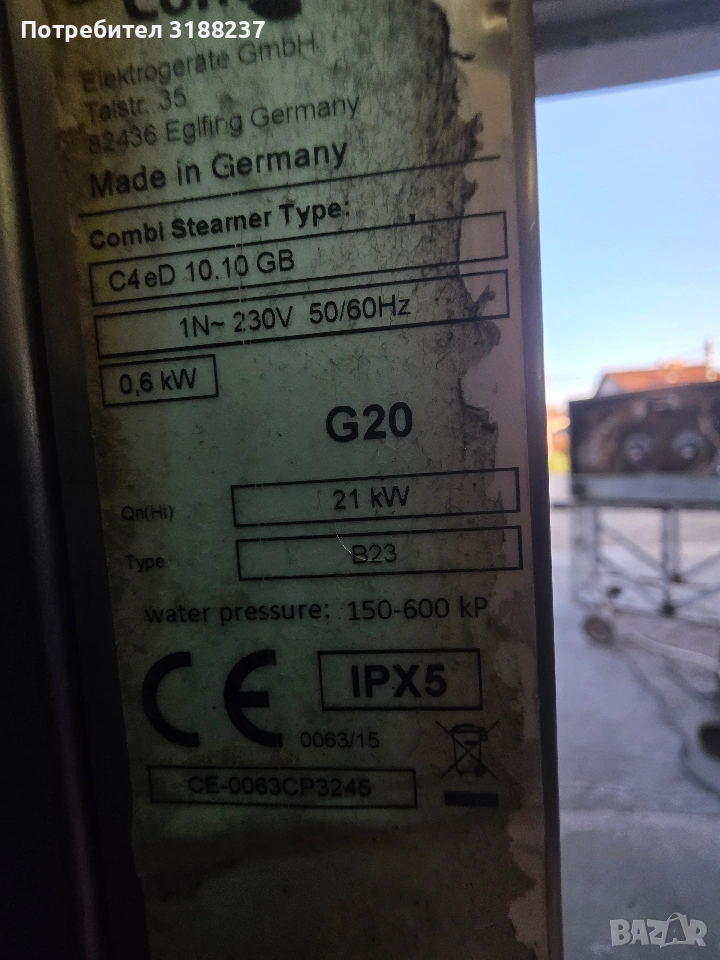 Потребител 3188237
Elektrogeräte GmbH
Talstr. 35
82436 Eglfing Germany
Made in Germany
Combi Stearner Type:
C4eD 10.10 GB
1N~ 230V 50/60Hz
0,6 kW
G20
Qn(Hi) 21 kW
Type B23
water pressure: 150-600 kP
CE IPX5
0063/15
CE-0063CP3246
BAZAR